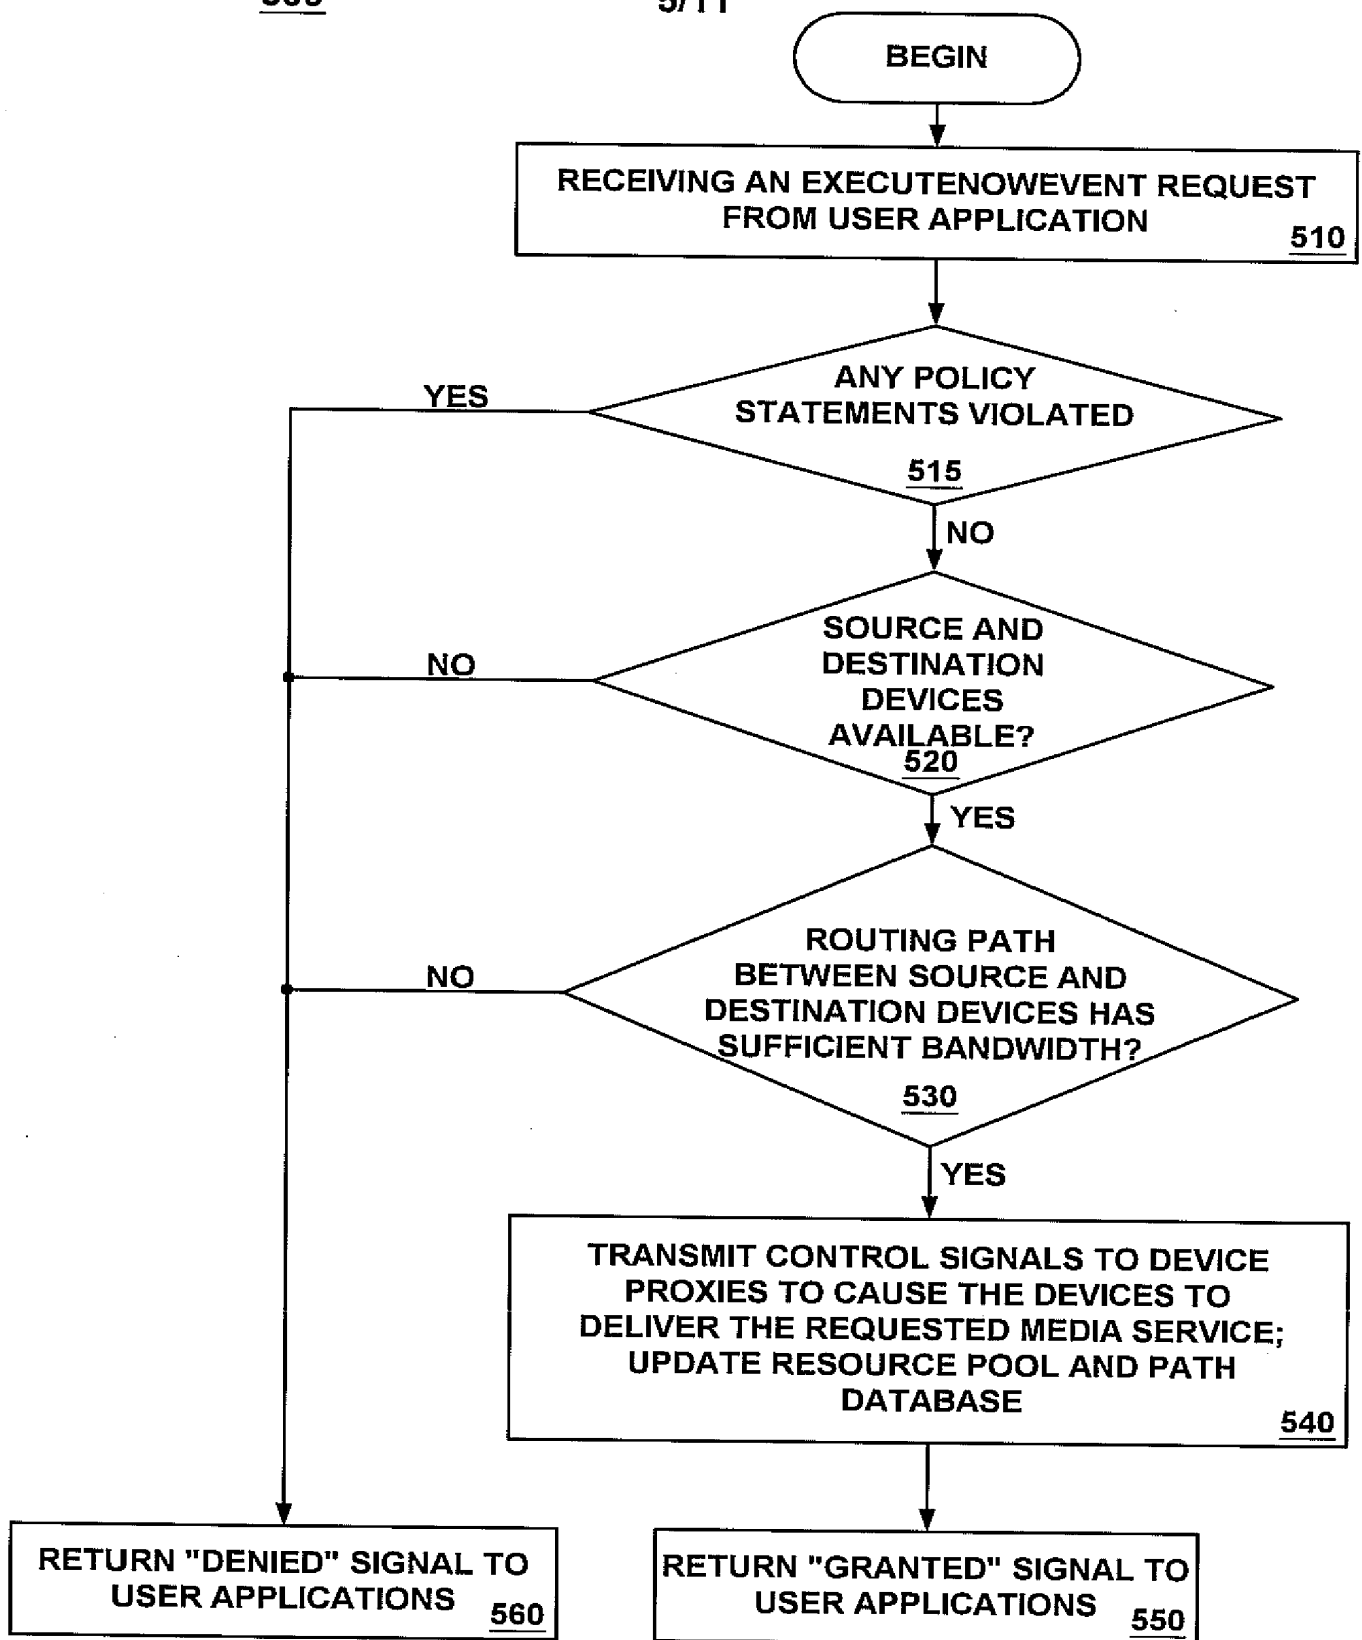 5/11
BEGIN
RECEIVING AN EXECUTENOWEVENT REQUEST
FROM USER APPLICATION
510
ANY POLICY
STATEMENTS VIOLATED
515
YES
NO
SOURCE AND
DESTINATION
DEVICES
AVAILABLE?
520
NO
YES
ROUTING PATH
BETWEEN SOURCE AND
DESTINATION DEVICES HAS
SUFFICIENT BANDWIDTH?
530
NO
YES
TRANSMIT CONTROL SIGNALS TO DEVICE
PROXIES TO CAUSE THE DEVICES TO
DELIVER THE REQUESTED MEDIA SERVICE;
UPDATE RESOURCE POOL AND PATH
DATABASE
540
RETURN "DENIED" SIGNAL TO
USER APPLICATIONS
560
RETURN "GRANTED" SIGNAL TO
USER APPLICATIONS
550